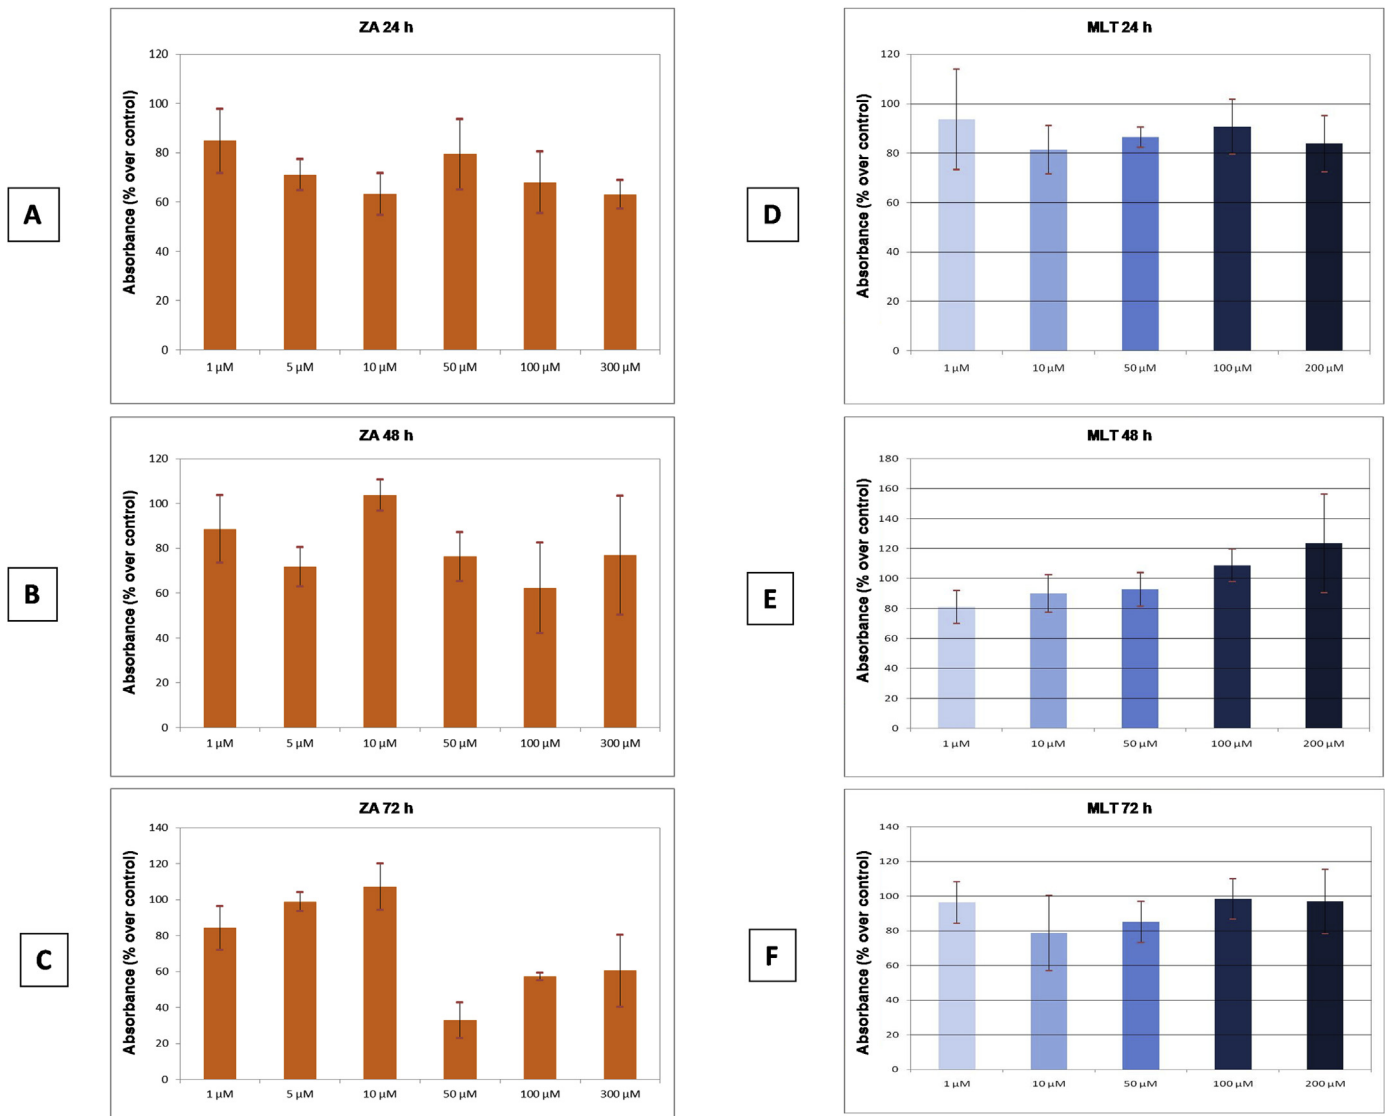 A
ZA 24 h
Absorbance (% over control)
120
100
80
60
40
20
0
1 µM 5 µM 10 µM 50 µM 100 µM 300 µM
B
ZA 48 h
Absorbance (% over control)
120
100
80
60
40
20
0
1 µM 5 µM 10 µM 50 µM 100 µM 300 µM
C
ZA 72 h
Absorbance (% over control)
140
120
100
80
60
40
20
0
1 µM 5 µM 10 µM 50 µM 100 µM 300 µM
D
MLT 24 h
Absorbance (% over control)
120
100
80
60
40
20
0
1 µM 10 µM 50 µM 100 µM 200 µM
E
MLT 48 h
Absorbance (% over control)
180
160
140
120
100
80
60
40
20
0
1 µM 10 µM 50 µM 100 µM 200 µM
F
MLT 72 h
Absorbance (% over control)
140
120
100
80
60
40
20
0
1 µM 10 µM 50 µM 100 µM 200 µM